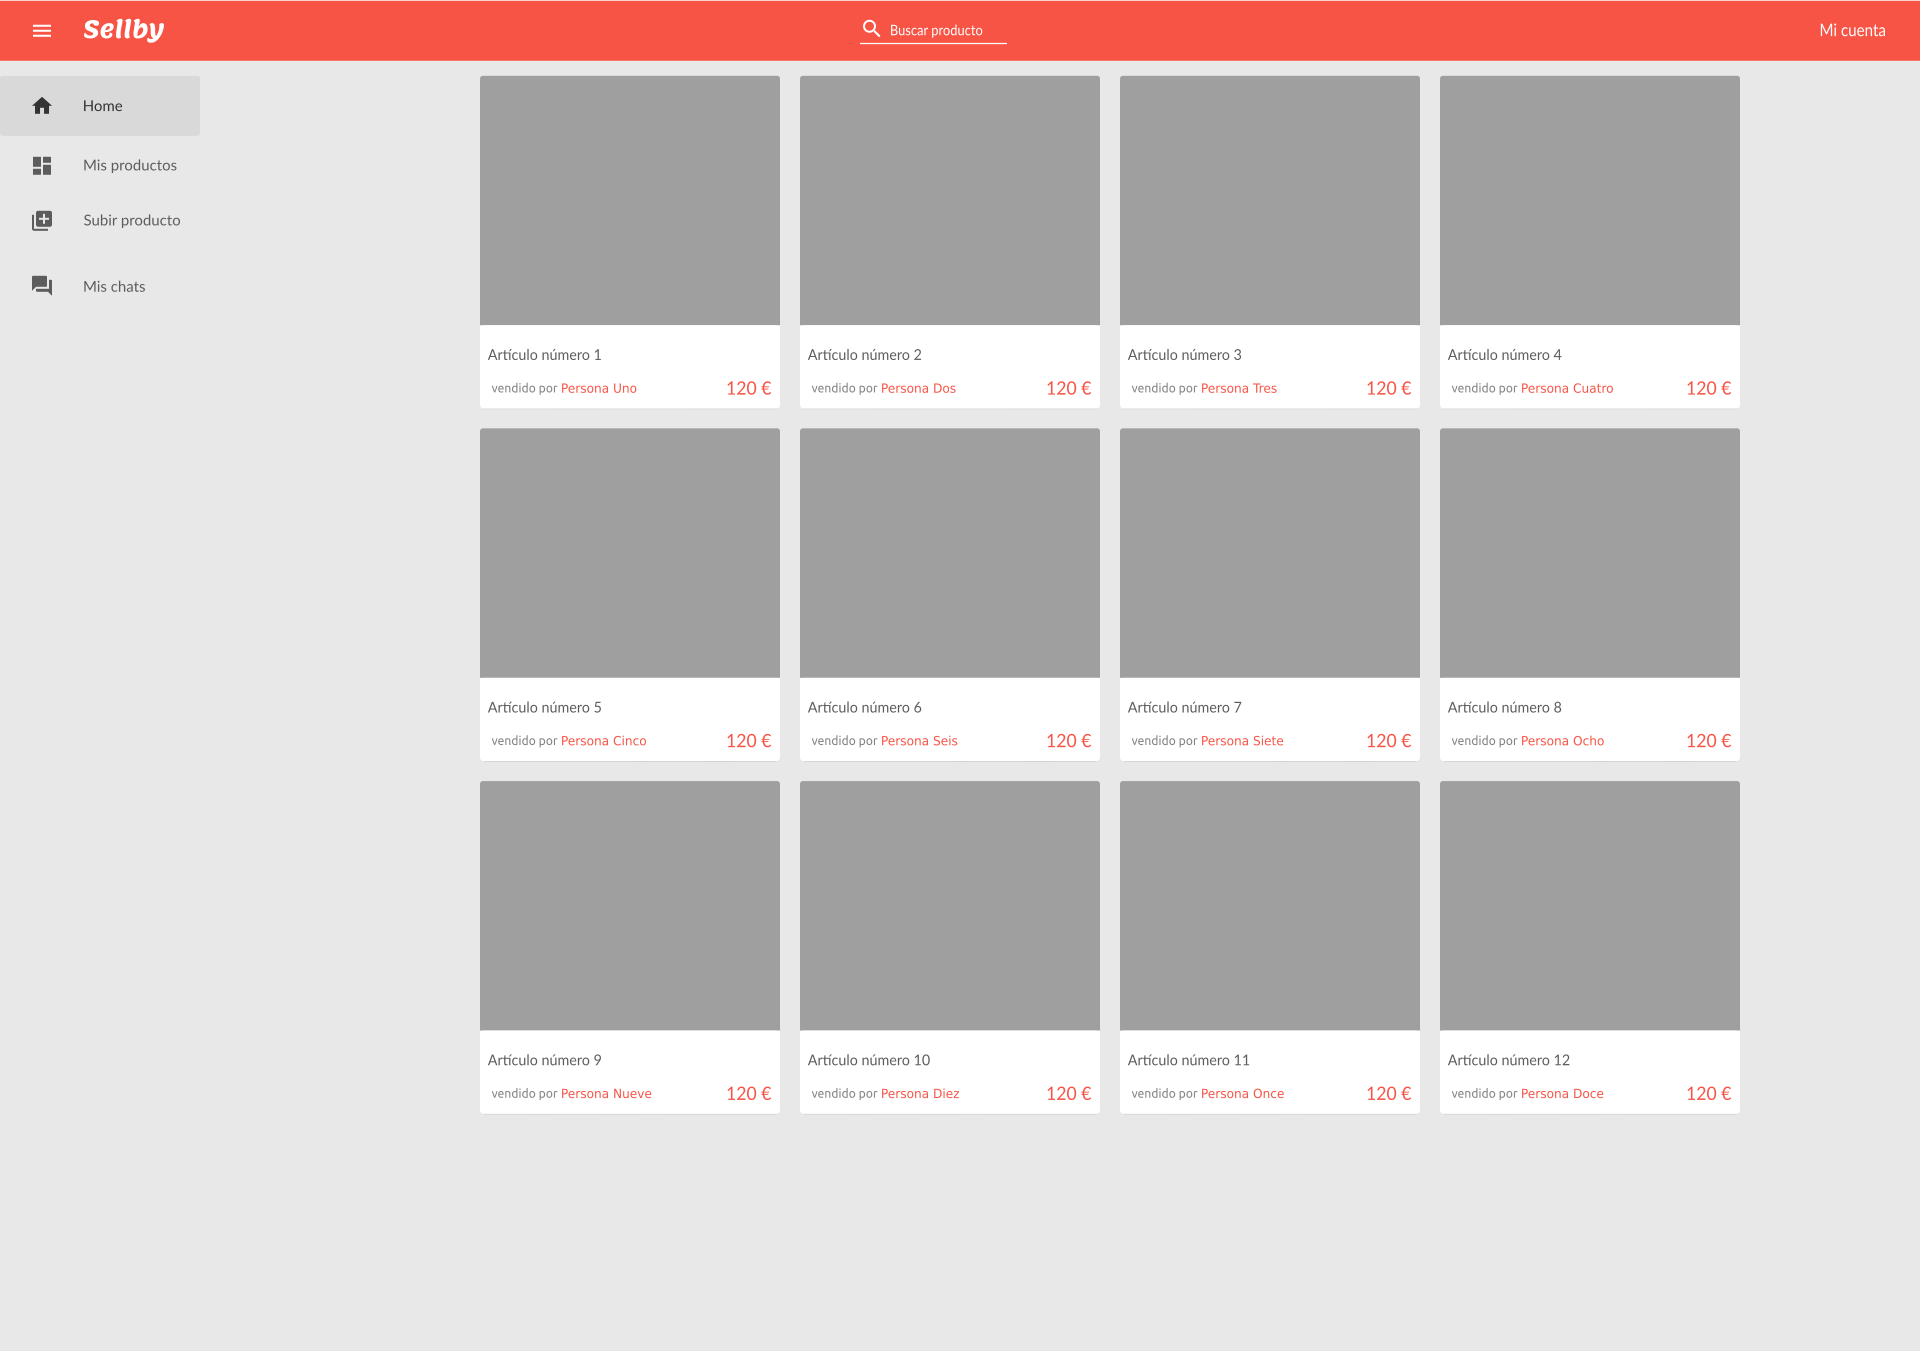 Sellby
Buscar producto
Mi cuenta
Home
Mis productos
Subir producto
Mis chats
Artículo número 1
vendido por Persona Uno 120 €
Artículo número 2
vendido por Persona Dos 120 €
Artículo número 3
vendido por Persona Tres 120 €
Artículo número 4
vendido por Persona Cuatro 120 €
Artículo número 5
vendido por Persona Cinco 120 €
Artículo número 6
vendido por Persona Seis 120 €
Artículo número 7
vendido por Persona Siete 120 €
Artículo número 8
vendido por Persona Ocho 120 €
Artículo número 9
vendido por Persona Nueve 120 €
Artículo número 10
vendido por Persona Diez 120 €
Artículo número 11
vendido por Persona Once 120 €
Artículo número 12
vendido por Persona Doce 120 €